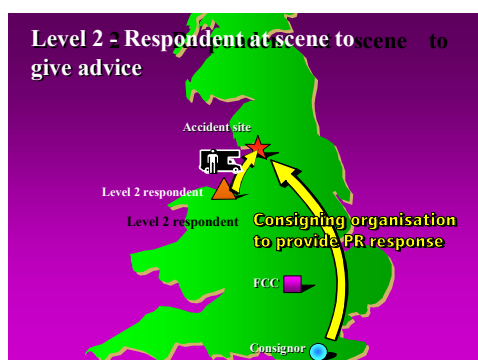 Level 2 - Respondent at scene to
give advice
Accident site
Level 2 respondent
Level 2 respondent
Consigning organisation
to provide PR response
FCC
Consignor